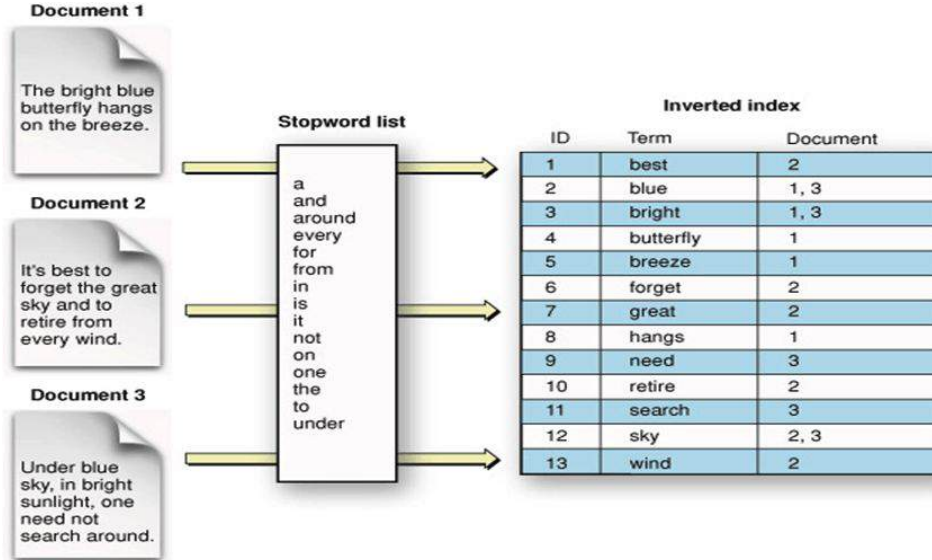 Document 1
The bright blue
butterfly hangs
on the breeze.
Document 2
It's best to
forget the great
sky and to
retire from
every wind.
Document 3
Under blue
sky, in bright
sunlight, one
need not
search around.
Stopword list
a
and
around
every
for
from
in
is
it
not
on
one
the
to
under
Inverted index
ID Term Document
1 best 2
2 blue 1, 3
3 bright 1, 3
4 butterfly 1
5 breeze 1
6 forget 2
7 great 2
8 hangs 1
9 need 3
10 retire 2
11 search 3
12 sky 2, 3
13 wind 2